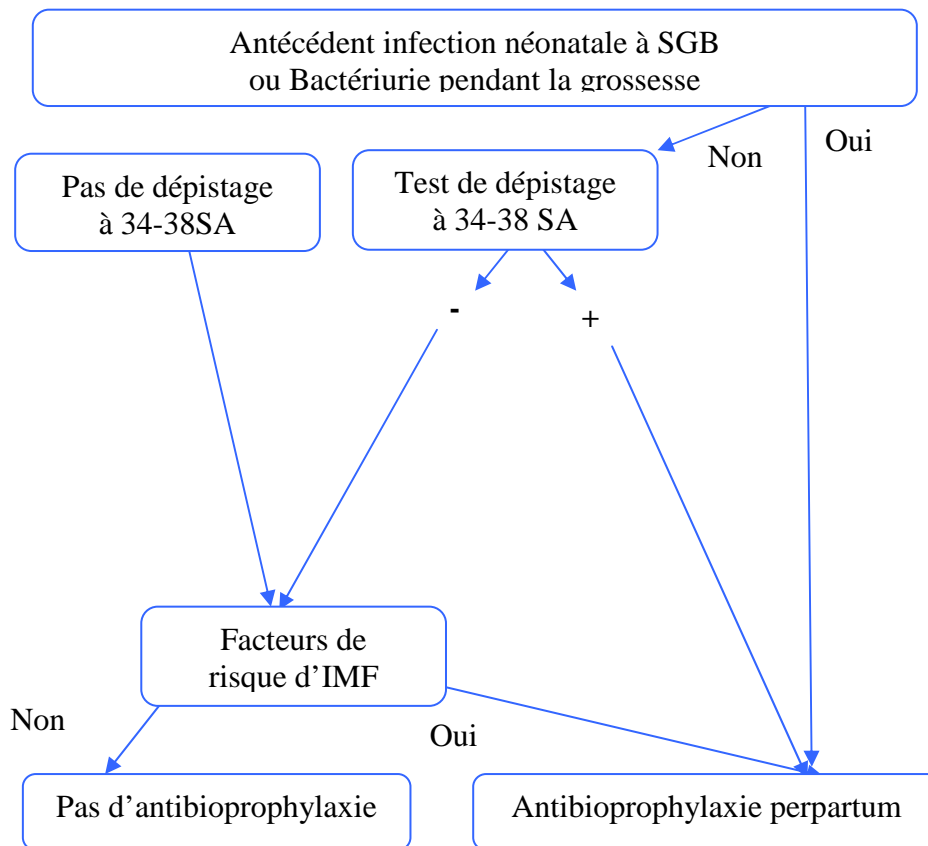 Antécédent infection néonatale à SGB
ou Bactériurie pendant la grossesse
Non
Oui
Pas de dépistage
à 34-38SA
Test de dépistage
à 34-38 SA
-
+
Facteurs de
risque d’IMF
Non
Oui
Pas d’antibioprophylaxie
Antibioprophylaxie perpartum